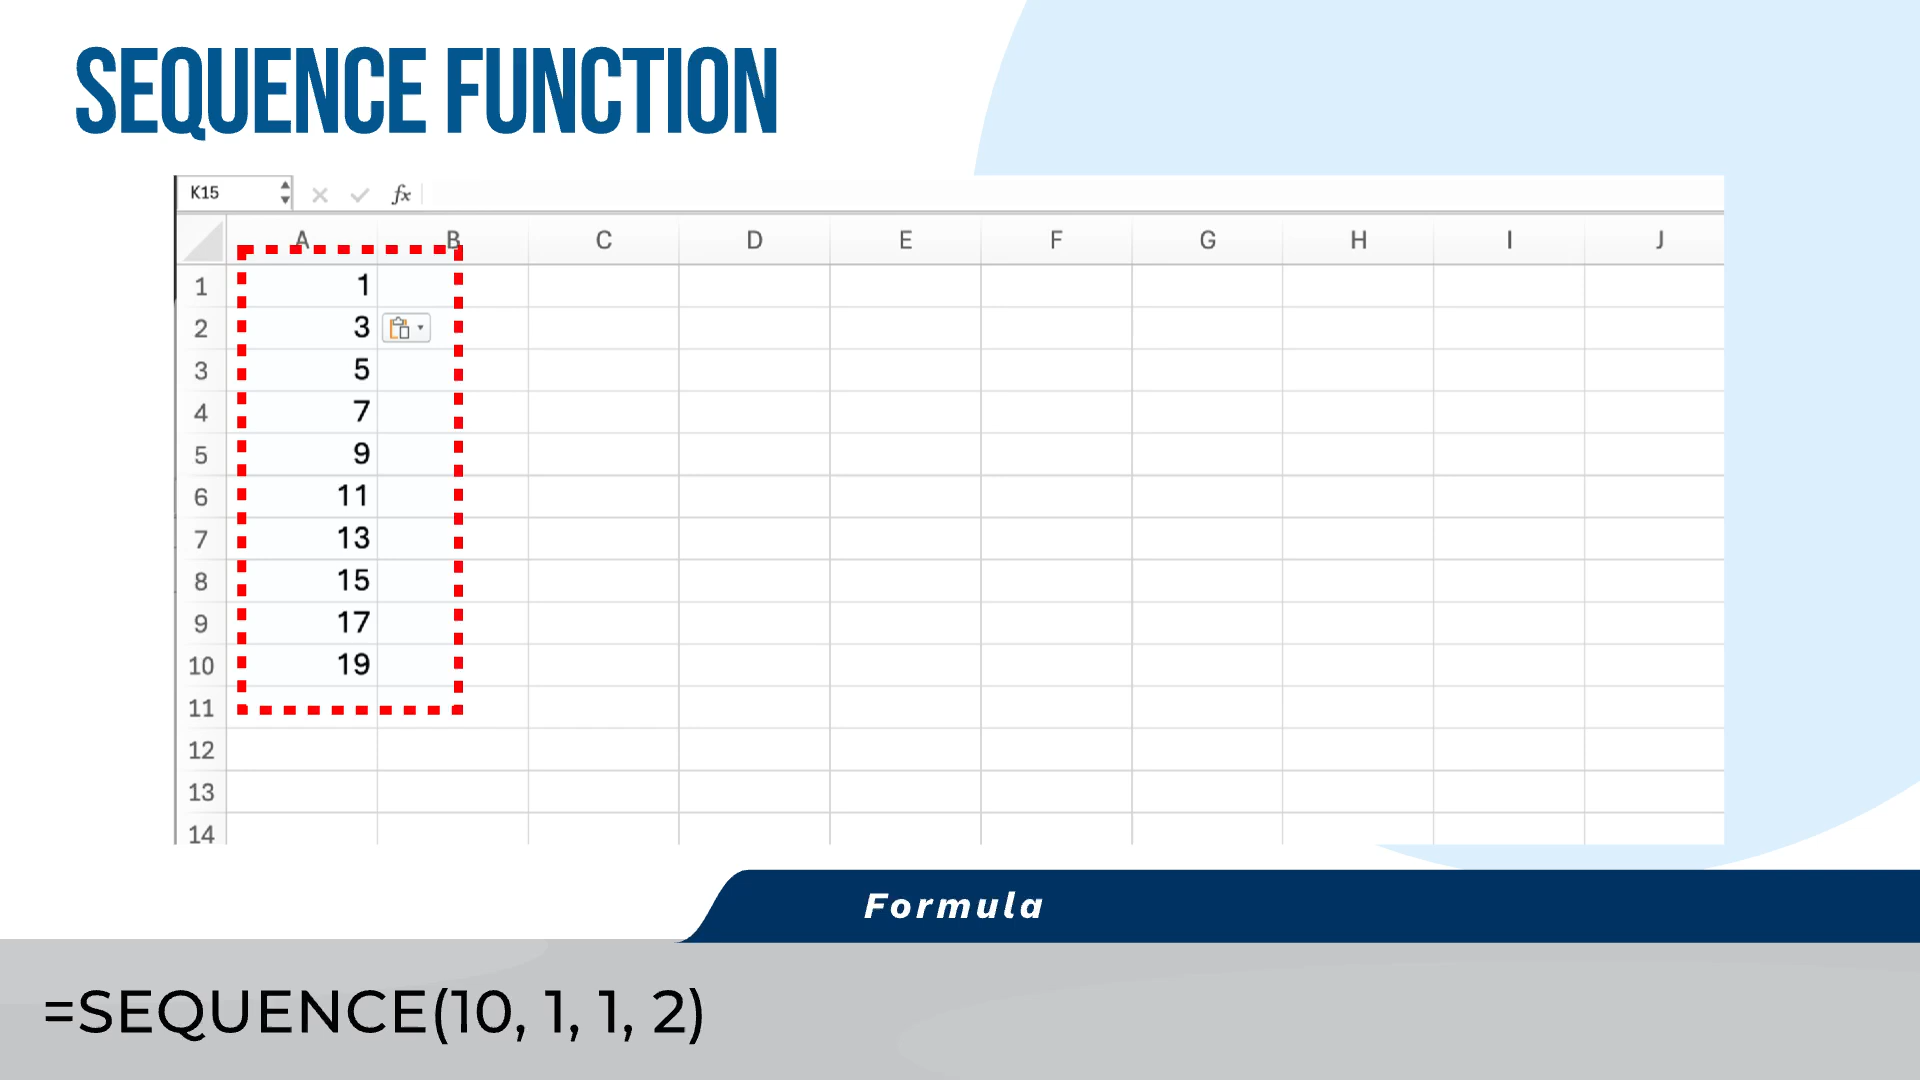 SEQUENCE FUNCTION
K15 fx
A B C D E F G H I J
1 1
2 3
3 5
4 7
5 9
6 11
7 13
8 15
9 17
10 19
11
12
13
14
Formula
=SEQUENCE(10, 1, 1, 2)